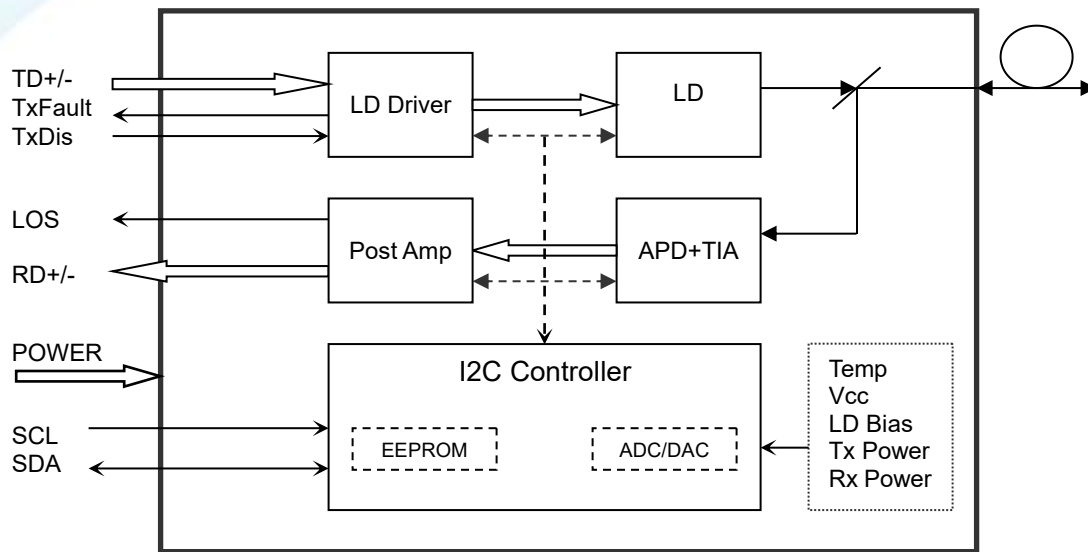 TD+/-
TxFault
TxDis
LD Driver
LD
LOS
RD+/-
Post Amp
APD+TIA
POWER
SCL
SDA
I2C Controller
EEPROM
ADC/DAC
Temp
Vcc
LD Bias
Tx Power
Rx Power